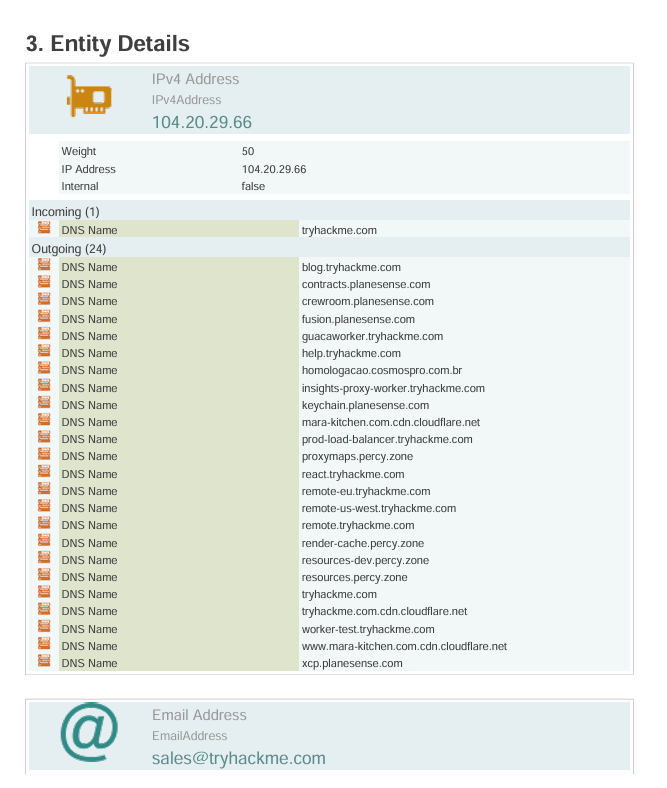 3. Entity Details
IPv4 Address
IPv4Address
104.20.29.66
Weight 50
IP Address 104.20.29.66
Internal false
Incoming (1)
DNS Name tryhackme.com
Outgoing (24)
DNS Name blog.tryhackme.com
DNS Name contracts.planesense.com
DNS Name crewroom.planesense.com
DNS Name fusion.planesense.com
DNS Name guacaworker.tryhackme.com
DNS Name help.tryhackme.com
DNS Name homologacao.cosmospro.com.br
DNS Name insights-proxy-worker.tryhackme.com
DNS Name keychain.planesense.com
DNS Name mara-kitchen.com.cdn.cloudflare.net
DNS Name prod-load-balancer.tryhackme.com
DNS Name proxymaps.percy.zone
DNS Name react.tryhackme.com
DNS Name remote-eu.tryhackme.com
DNS Name remote-us-west.tryhackme.com
DNS Name remote.tryhackme.com
DNS Name render-cache.percy.zone
DNS Name resources-dev.percy.zone
DNS Name resources.percy.zone
DNS Name tryhackme.com
DNS Name tryhackme.com.cdn.cloudflare.net
DNS Name worker-test.tryhackme.com
DNS Name www.mara-kitchen.com.cdn.cloudflare.net
DNS Name xcp.planesense.com
@
Email Address
EmailAddress
sales@tryhackme.com